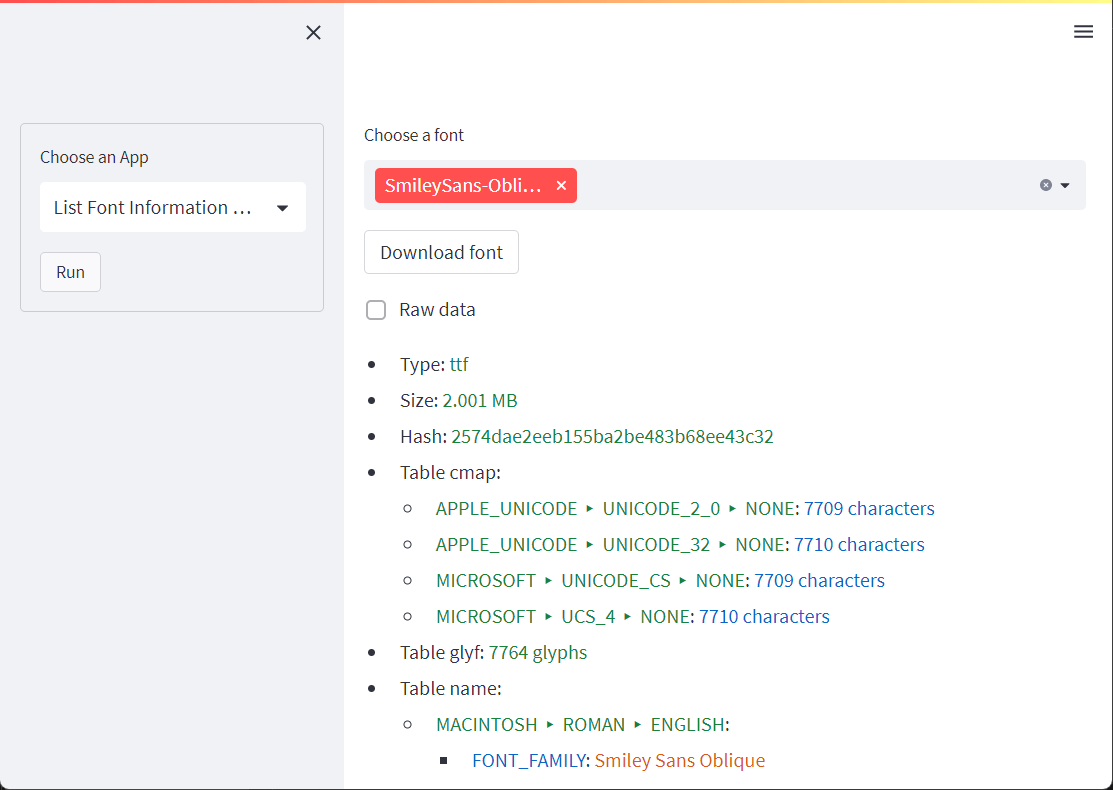 Choose an App
List Font Information ...
Run
Choose a font
SmileySans-Obli...
Download font
Raw data
Type: ttf
Size: 2.001 MB
Hash: 2574dae2eeb155ba2be483b68ee43c32
Table cmap:
APPLE_UNICODE ▸ UNICODE_2_0 ▸ NONE: 7709 characters
APPLE_UNICODE ▸ UNICODE_32 ▸ NONE: 7710 characters
MICROSOFT ▸ UNICODE_CS ▸ NONE: 7709 characters
MICROSOFT ▸ UCS_4 ▸ NONE: 7710 characters
Table glyf: 7764 glyphs
Table name:
MACINTOSH ▸ ROMAN ▸ ENGLISH:
FONT_FAMILY: Smiley Sans Oblique